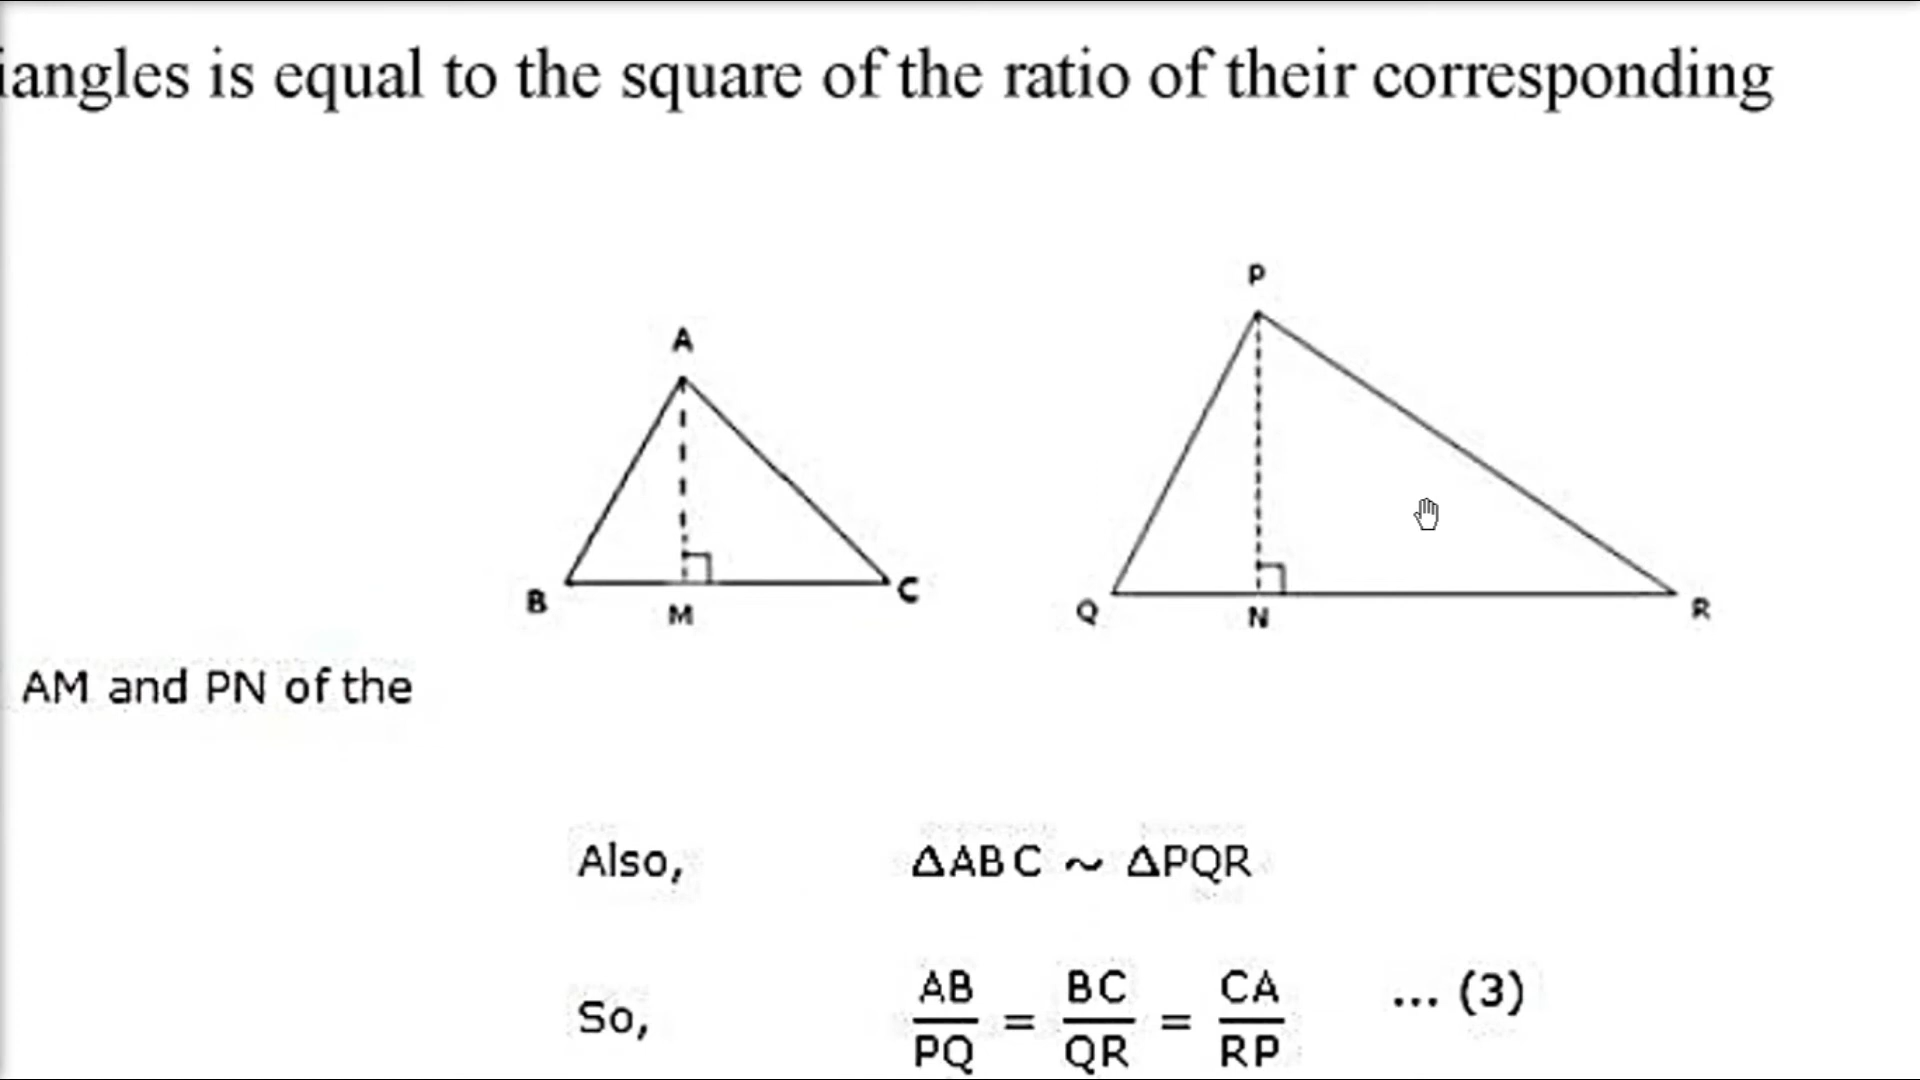 iangles is equal to the square of the ratio of their corresponding
P
A
B
M
C
Q
N
R
AM and PN of the
Also, ΔABC ~ ΔPQR
So, AB/PQ = BC/QR = CA/RP ... (3)